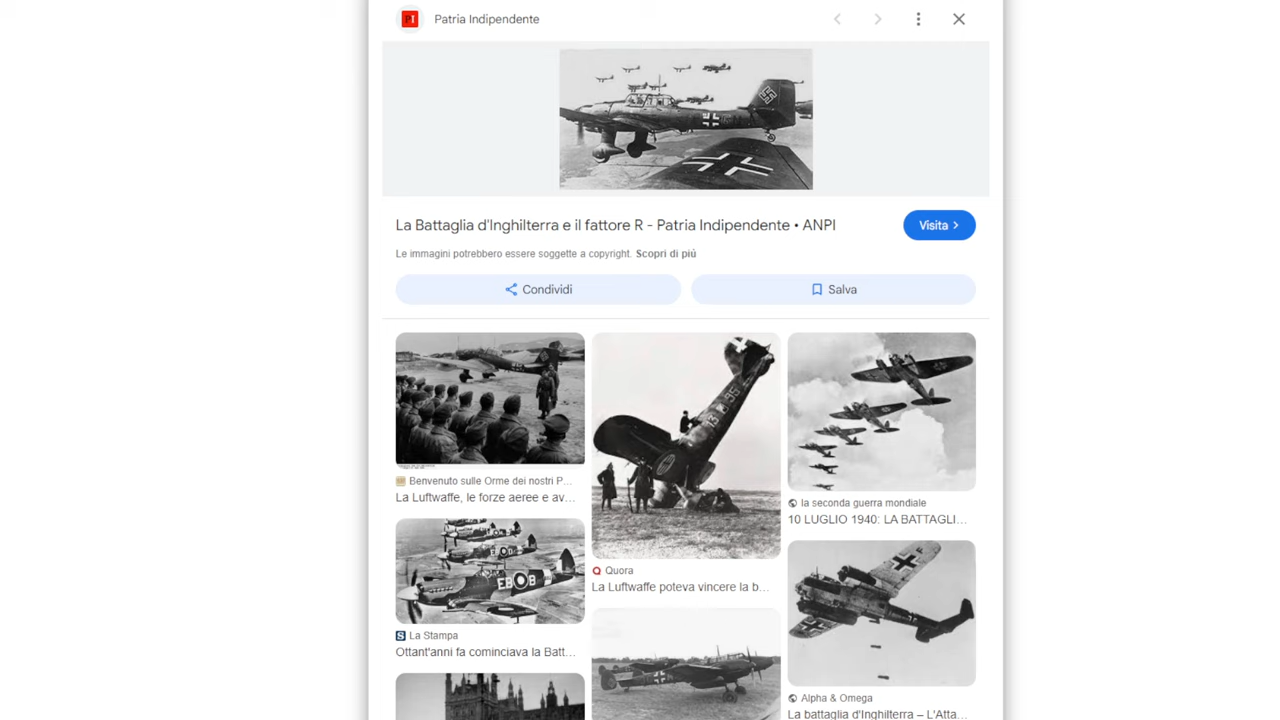 Patria Indipendente
La Battaglia d'Inghilterra e il fattore R - Patria Indipendente • ANPI
Visita
Le immagini potrebbero essere soggette a copyright. Scopri di più
Condividi
Salva
Benvenuto sulle Orme dei nostri P...
La Luftwaffe, le forze aeree e av...
la seconda guerra mondiale
10 LUGLIO 1940: LA BATTAGLI...
Quora
La Luftwaffe poteva vincere la b...
EB B
La Stampa
Ottant'anni fa cominciava la Batt...
Alpha & Omega
La battaglia d'Inghilterra – L'Atta...